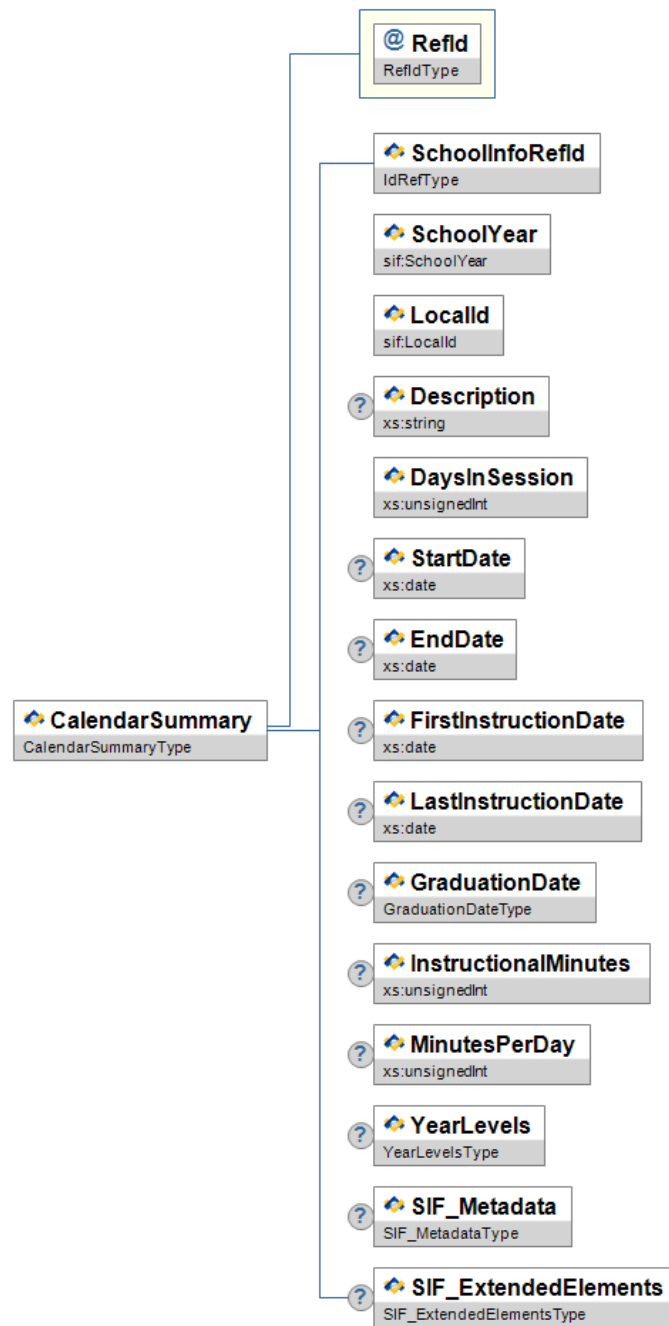 @ RefId
RefIdType
SchoolInfoRefId
IdRefType
SchoolYear
sif:SchoolYear
LocalId
sif:LocalId
? Description
xs:string
DaysInSession
xs:unsignedInt
? StartDate
xs:date
? EndDate
xs:date
CalendarSummary
CalendarSummaryType
? FirstInstructionDate
xs:date
? LastInstructionDate
xs:date
? GraduationDate
GraduationDateType
? InstructionalMinutes
xs:unsignedInt
? MinutesPerDay
xs:unsignedInt
? YearLevels
YearLevelsType
? SIF_Metadata
SIF_MetadataType
? SIF_ExtendedElements
SIF_ExtendedElementsType